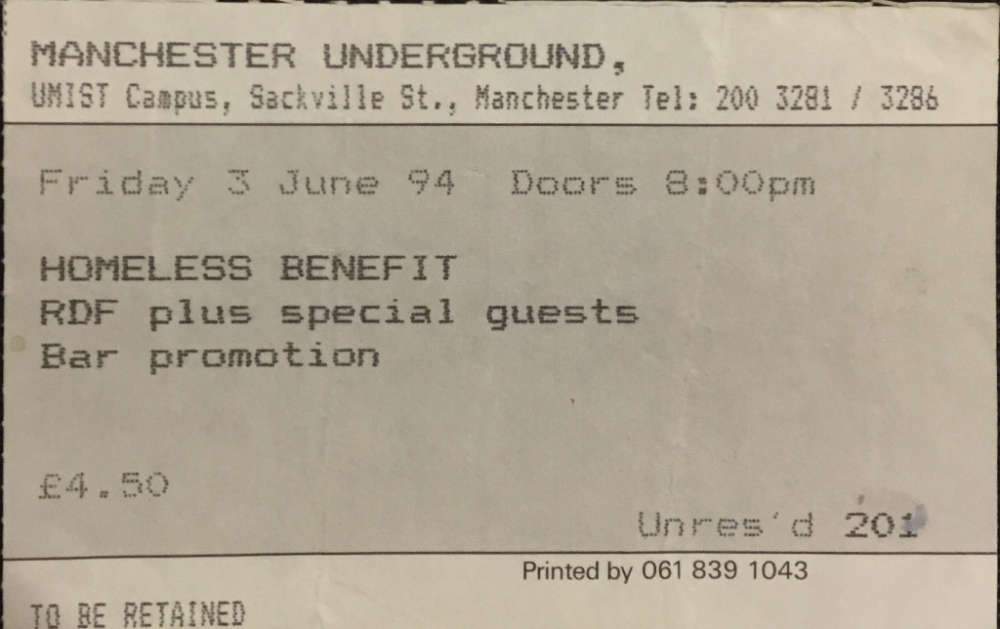 MANCHESTER UNDERGROUND,
UMIST Campus, Sackville St., Manchester Tel: 200 3281 / 3286
Friday 3 June 94 Doors 8:00pm
HOMELESS BENEFIT
RDF plus special guests
Bar promotion
£4.50
Unres'd 201
Printed by 061 839 1043
TO BE RETAINED